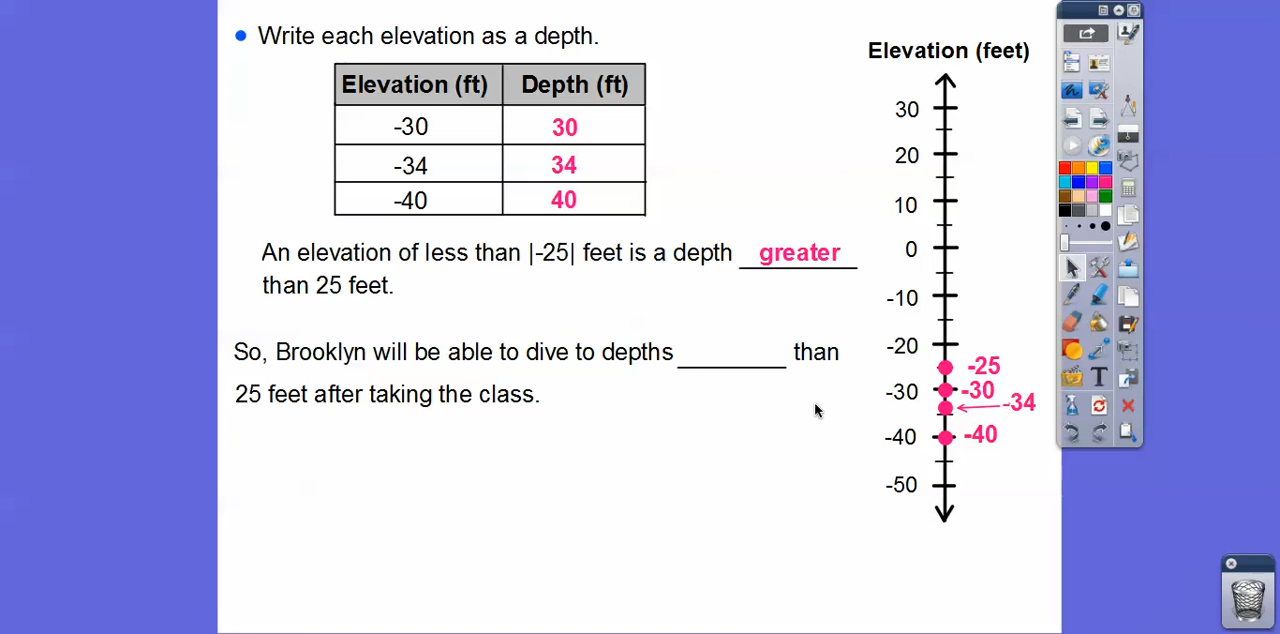 Write each elevation as a depth.
Elevation (ft) Depth (ft)
-30 30
-34 34
-40 40
An elevation of less than |-25| feet is a depth greater
than 25 feet.
So, Brooklyn will be able to dive to depths ________ than
25 feet after taking the class.
Elevation (feet)
30
20
10
0
-10
-20
-25
-30 -30
-34
-40 -40
-50
T